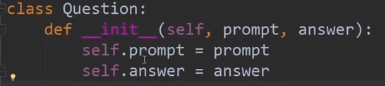 class Question:
    def __init__(self, prompt, answer):
        self.prompt = prompt
        self.answer = answer